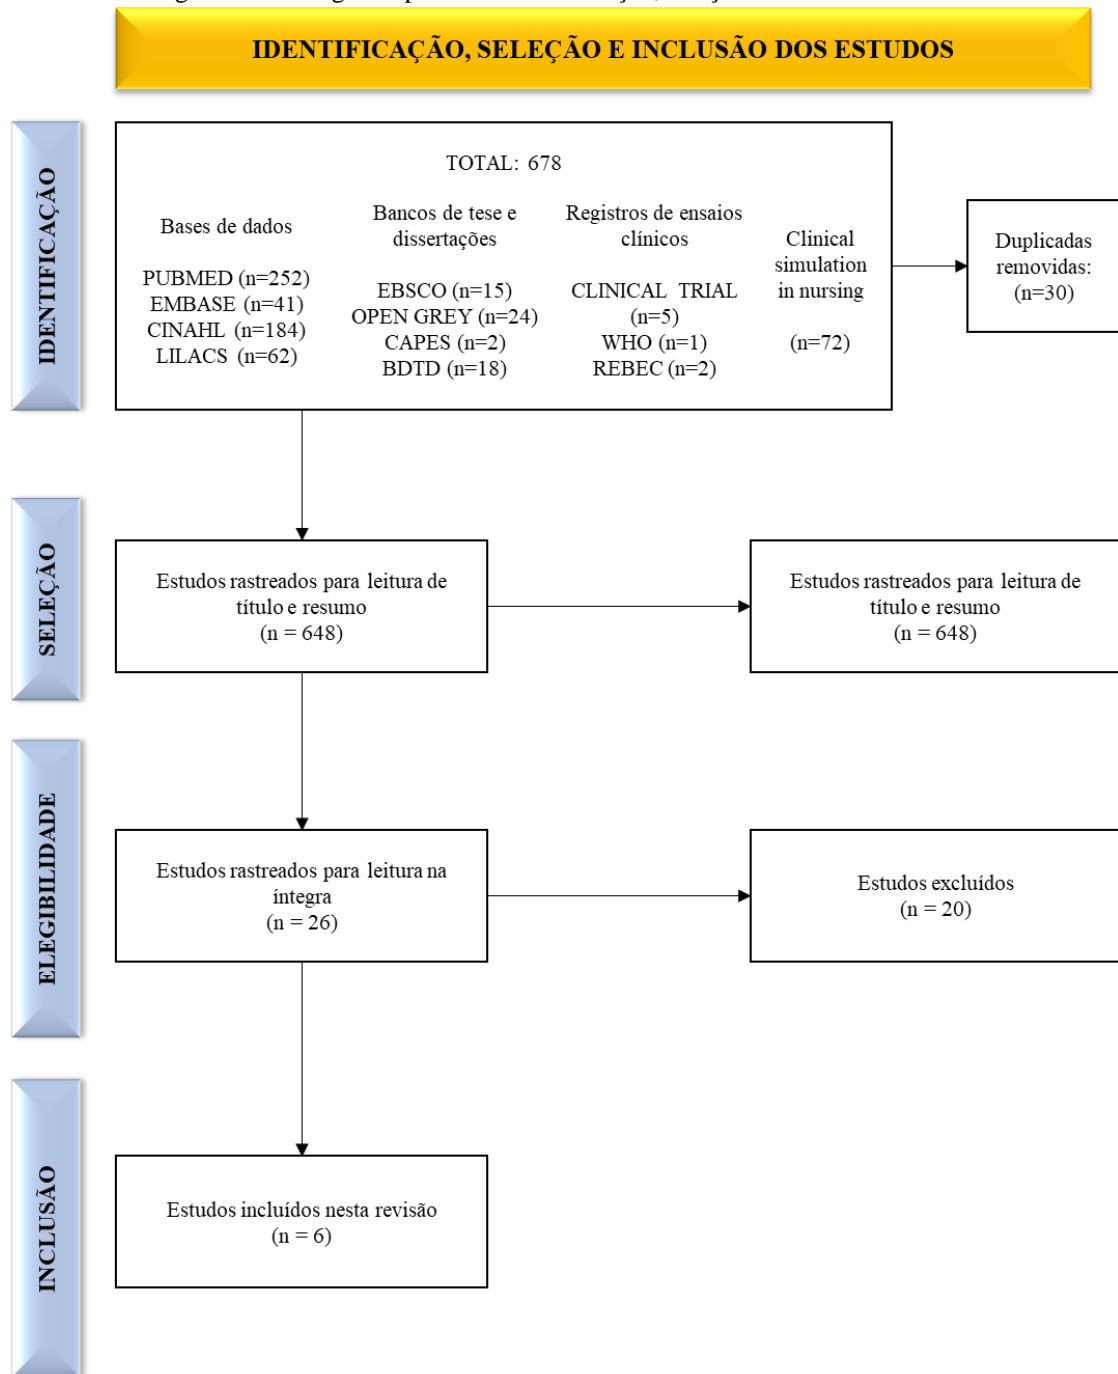 IDENTIFICAÇÃO, SELEÇÃO E INCLUSÃO DOS ESTUDOS
IDENTIFICAÇÃO
TOTAL: 678
Bases de dados
PUBMED (n=252)
EMBASE (n=41)
CINAHL (n=184)
LILACS (n=62)
Bancos de tese e
dissertações
EBSCO (n=15)
OPEN GREY (n=24)
CAPES (n=2)
BDTD (n=18)
Registros de ensaios
clínicos
CLINICAL TRIAL
(n=5)
WHO (n=1)
REBEC (n=2)
Clinical
simulation
in nursing
(n=72)
Duplicadas
removidas:
(n=30)
SELEÇÃO
Estudos rastreados para leitura de
título e resumo
(n = 648)
Estudos rastreados para leitura de
título e resumo
(n = 648)
ELEGIBILIDADE
Estudos rastreados para leitura na
íntegra
(n = 26)
Estudos excluídos
(n = 20)
INCLUSÃO
Estudos incluídos nesta revisão
(n = 6)